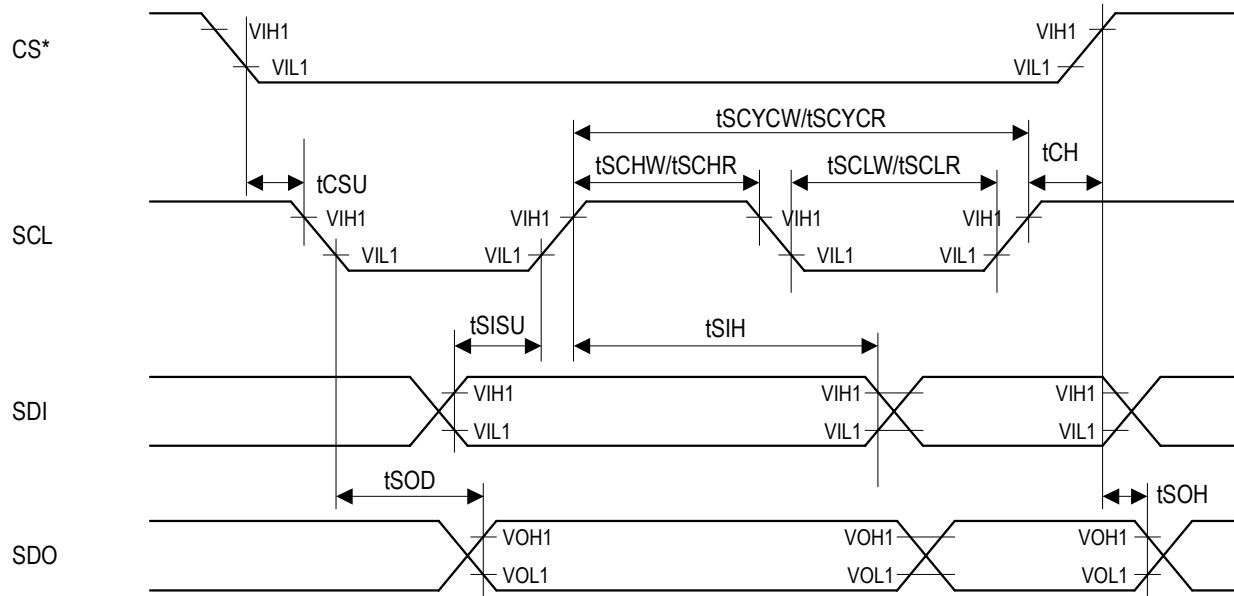 CS*
VIH1
VIL1
VIH1
VIL1
tSCYCW/tSCYCR
tCSU
tSCHW/tSCHR
tSCLW/tSCLR
tCH
SCL
VIH1
VIL1
VIH1
VIL1
VIH1
VIL1
VIH1
VIL1
tSISU
tSIH
SDI
VIH1
VIL1
VIH1
VIL1
VIH1
VIL1
tSOD
tSOH
SDO
VOH1
VOL1
VOH1
VOL1
VOH1
VOL1